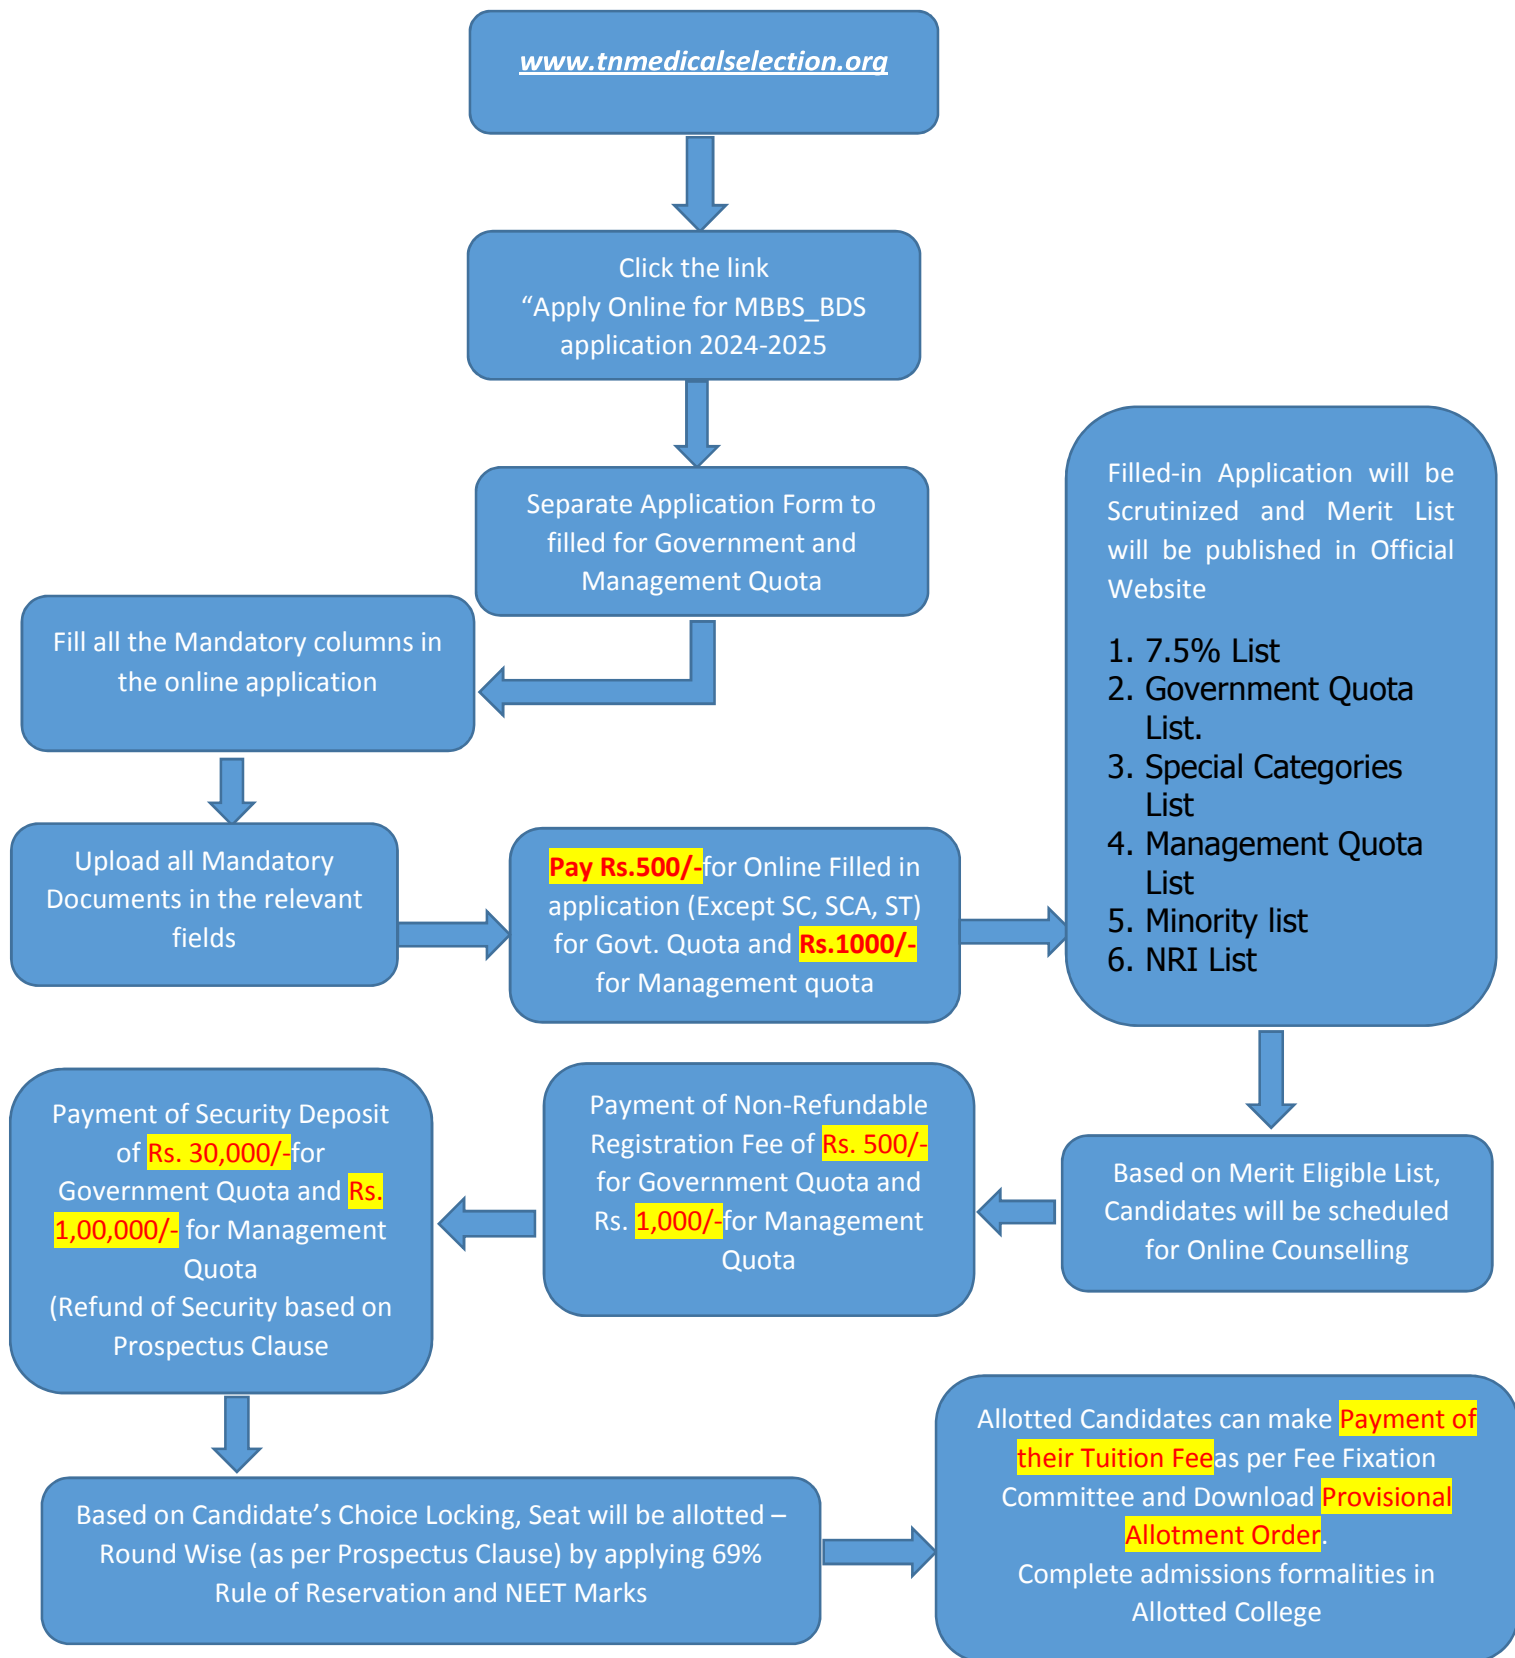 www.tnmedicalselection.org
Click the link
“Apply Online for MBBS_BDS
application 2024-2025
Separate Application Form to
filled for Government and
Management Quota
Fill all the Mandatory columns in
the online application
Upload all Mandatory
Documents in the relevant
fields
Pay Rs.500/-for Online Filled in
application (Except SC, SCA, ST)
for Govt. Quota and Rs.1000/-
for Management quota
Filled-in Application will be
Scrutinized and Merit List
will be published in Official
Website
1. 7.5% List
2. Government Quota
List.
3. Special Categories
List
4. Management Quota
List
5. Minority list
6. NRI List
Based on Merit Eligible List,
Candidates will be scheduled
for Online Counselling
Payment of Non-Refundable
Registration Fee of Rs. 500/-
for Government Quota and
Rs. 1,000/-for Management
Quota
Payment of Security Deposit
of Rs. 30,000/-for
Government Quota and Rs.
1,00,000/- for Management
Quota
(Refund of Security based on
Prospectus Clause
Based on Candidate’s Choice Locking, Seat will be allotted –
Round Wise (as per Prospectus Clause) by applying 69%
Rule of Reservation and NEET Marks
Allotted Candidates can make Payment of
their Tuition Feeas per Fee Fixation
Committee and Download Provisional
Allotment Order.
Complete admissions formalities in
Allotted College